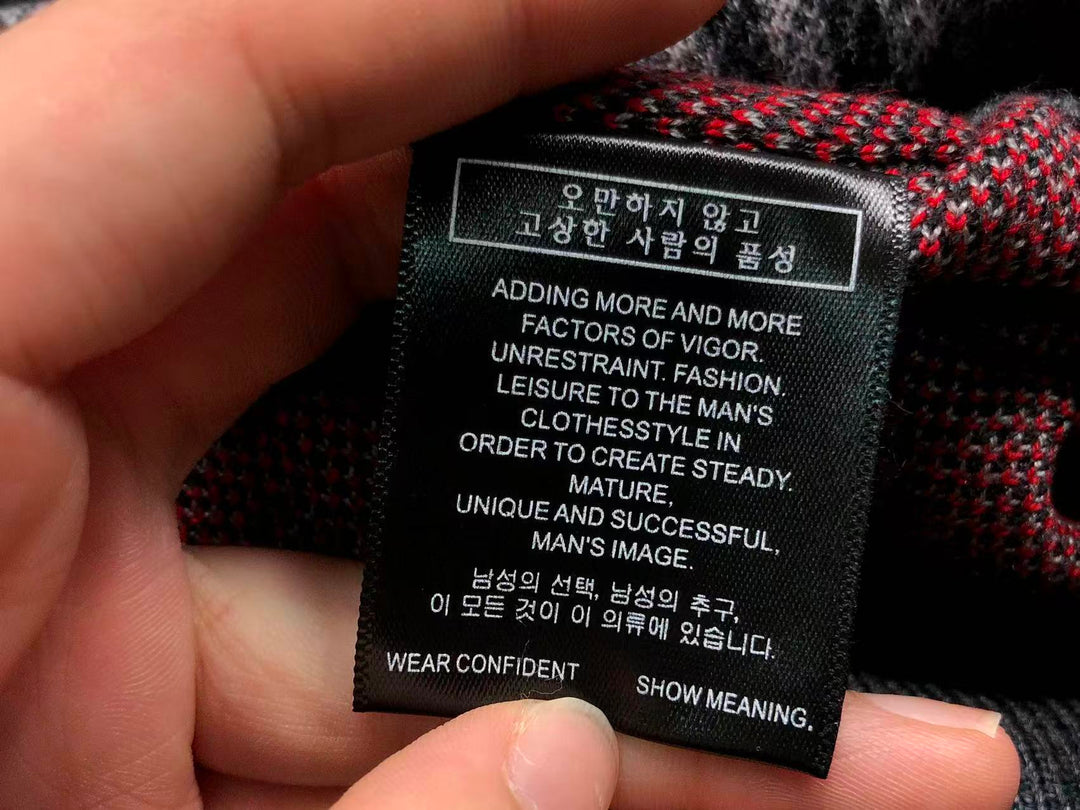 오만하지 않고
고상한 사람의 품성
ADDING MORE AND MORE
FACTORS OF VIGOR.
UNRESTRAINT. FASHION.
LEISURE TO THE MAN'S
CLOTHESSTYLE IN
ORDER TO CREATE STEADY.
MATURE,
UNIQUE AND SUCCESSFUL,
MAN'S IMAGE.
남성의 선택, 남성의 추구,
이 모든 것이 이 의류에 있습니다.
WEAR CONFIDENT
SHOW MEANING.